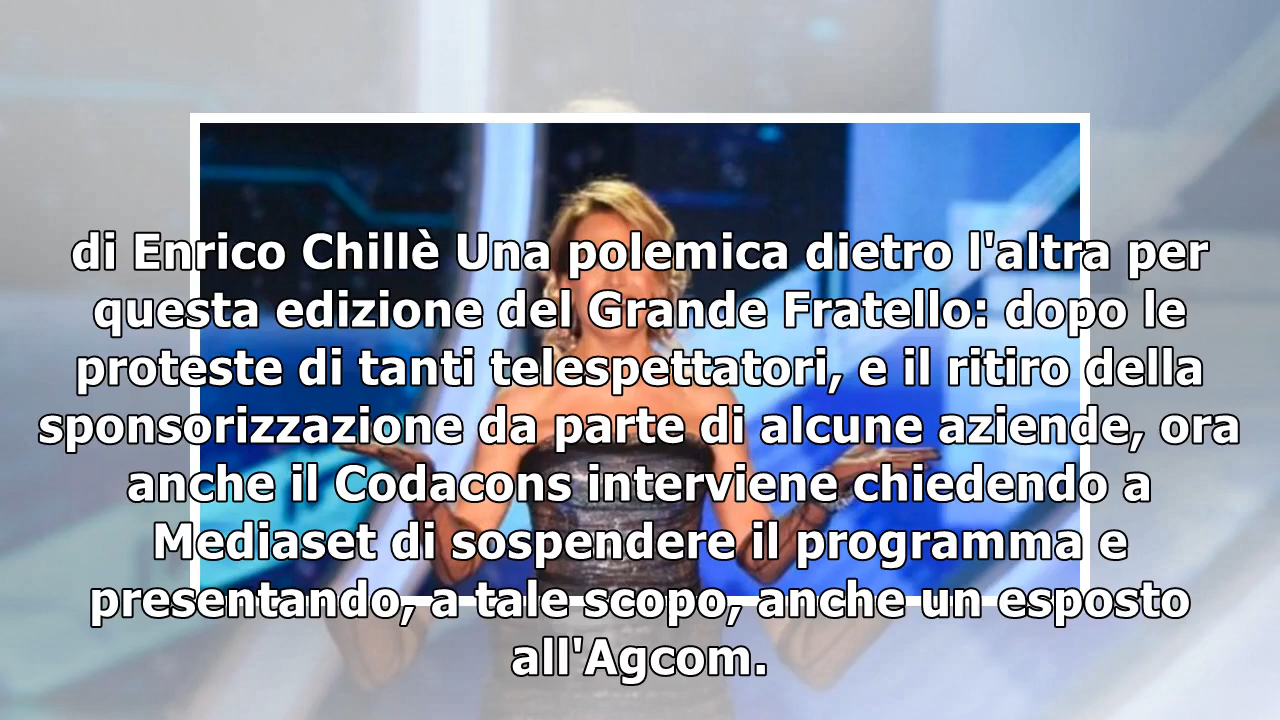 di Enrico Chillè Una polemica dietro l'altra per
questa edizione del Grande Fratello: dopo le
proteste di tanti telespettatori, e il ritiro della
sponsorizzazione da parte di alcune aziende, ora
anche il Codacons interviene chiedendo a
Mediaset di sospendere il programma e
presentando, a tale scopo, anche un esposto
all'Agcom.